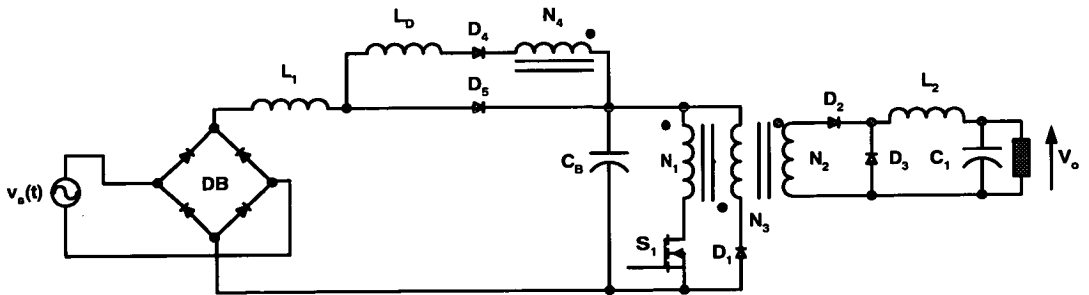 L_D
D_4
N_4
L_1
D_5
DB
v_s(t)
C_B
N_1
S_1
D_1
N_3
N_2
D_2
D_3
L_2
C_1
V_o